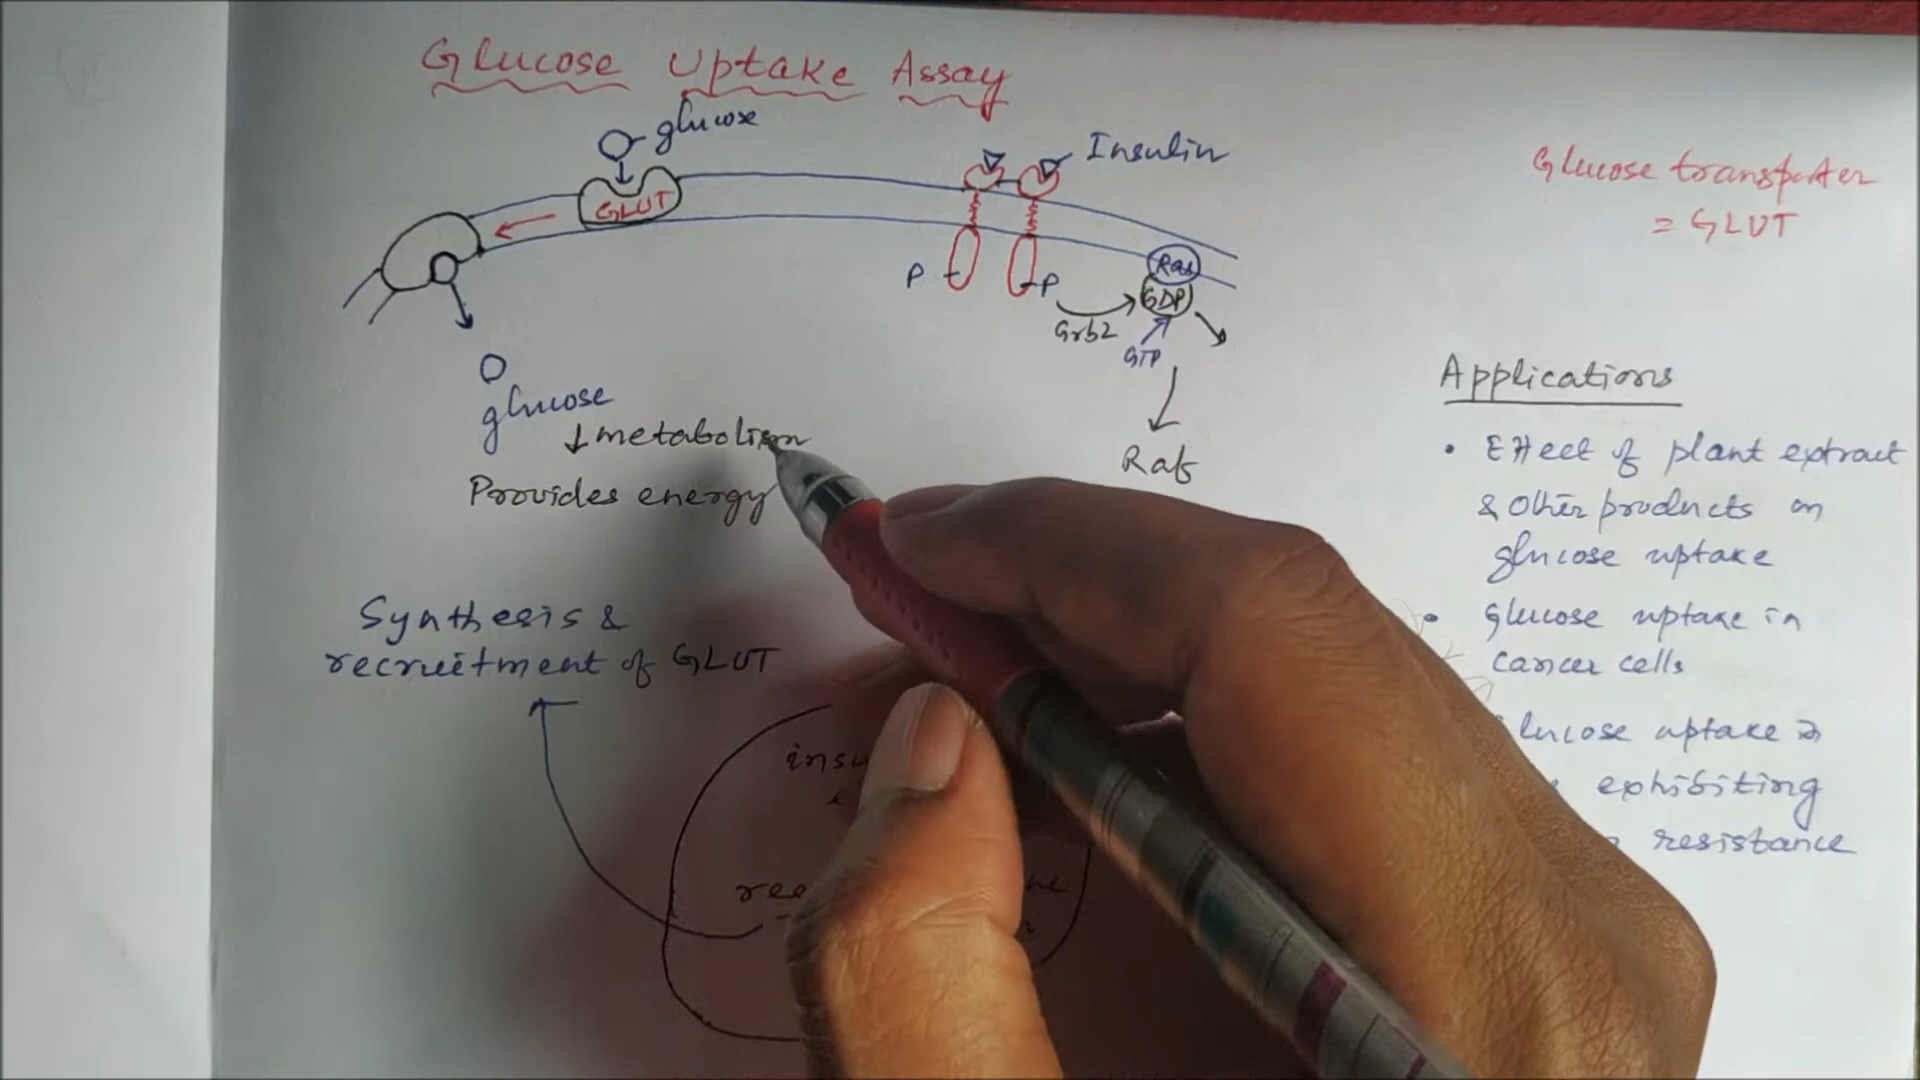 Glucose Uptake Assay
glucose
Insulin
GLUT
Glucose transporter
= GLUT
P
P
Ras
GDP
Grb2
GTP
Raf
glucose
↓ metabolism
Provides energy
Synthesis &
recruitment of GLUT
Applications
• Effect of plant extract
& other products on
glucose uptake
• Glucose uptake in
cancer cells
uptake in
exhibiting
resistance